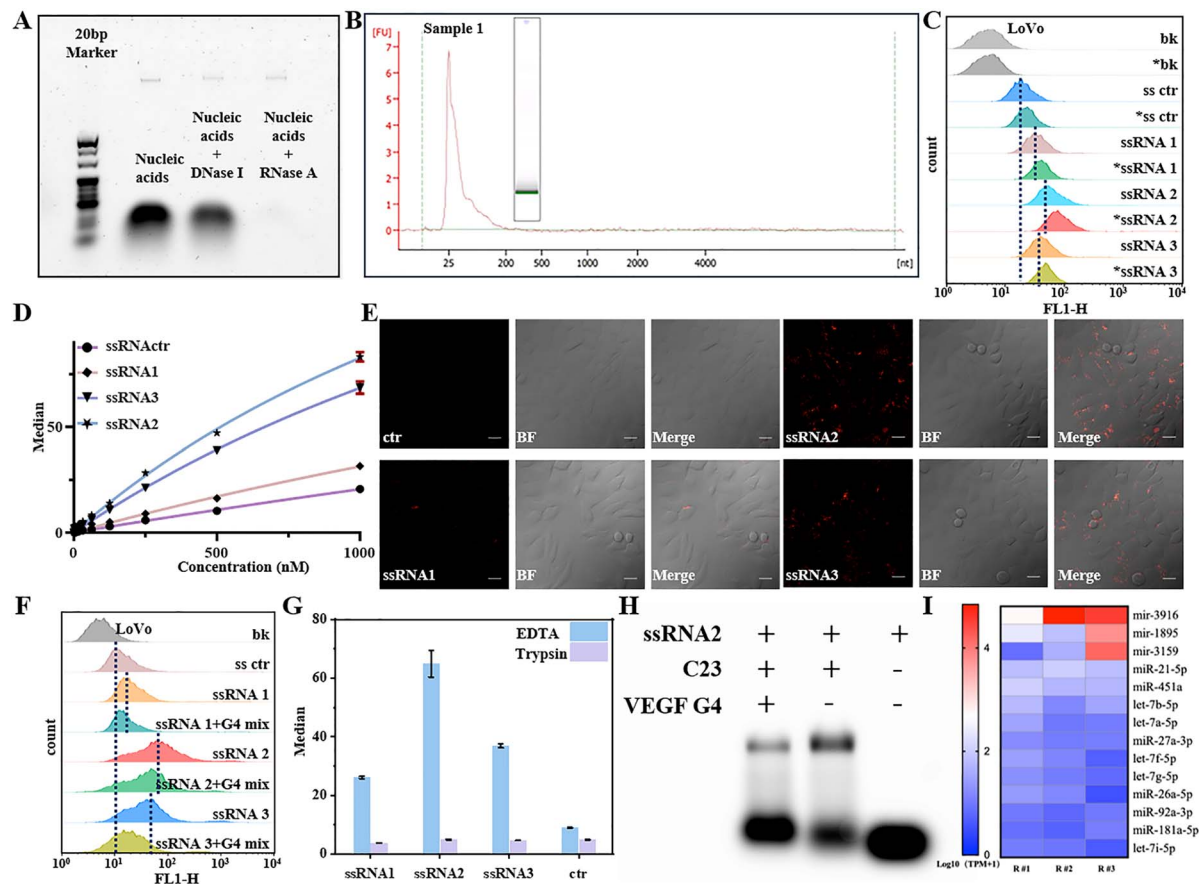 A
20bp
Marker
Nucleic
acids
Nucleic
acids
+
DNase I
Nucleic
acids
+
RNase A
B
[FU]
Sample 1
7
6
5
4
3
2
1
0
25
200
500
1000
2000
4000
[nt]
C
LoVo
bk
*bk
ss ctr
*ss ctr
ssRNA 1
*ssRNA 1
ssRNA 2
*ssRNA 2
ssRNA 3
*ssRNA 3
count
10⁰
10¹
10²
10³
10⁴
FL1-H
D
ssRNActr
ssRNA1
ssRNA3
ssRNA2
Median
50
0
0
500
1000
Concentration (nM)
E
ctr
BF
Merge
ssRNA2
BF
Merge
ssRNA1
BF
Merge
ssRNA3
BF
Merge
F
LoVo
bk
ss ctr
ssRNA 1
ssRNA 1+G4 mix
ssRNA 2
ssRNA 2+G4 mix
ssRNA 3
ssRNA 3+G4 mix
count
10⁰
10¹
10²
10³
10⁴
FL1-H
G
EDTA
Trypsin
Median
80
60
40
20
0
ssRNA1
ssRNA2
ssRNA3
ctr
H
ssRNA2 + + +
C23 + + -
VEGF G4 + - -
I
4
2
0
Log10 (TPM+1)
mir-3916
mir-1895
mir-3159
miR-21-5p
miR-451a
let-7b-5p
let-7a-5p
miR-27a-3p
let-7f-5p
let-7g-5p
miR-26a-5p
miR-92a-3p
miR-181a-5p
let-7i-5p
R #1
R #2
R #3